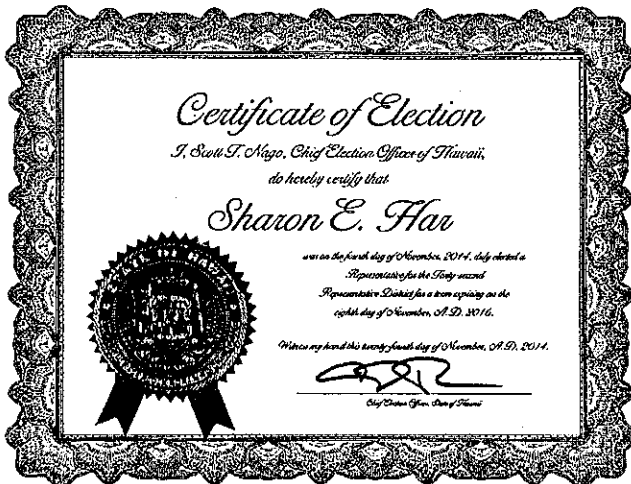 Certificate of Election
I, Scott T. Nago, Chief Election Officer of Hawaii,
do hereby certify that
Sharon E. Har
was on the fourth day of November, 2014, duly elected a
Representative for the Forty-second
Representative District for a term expiring on the
eighth day of November, A.D. 2016.
Witness my hand this twenty-fourth day of November, A.D. 2014.
Chief Election Officer, State of Hawaii
STATE OF HAWAII